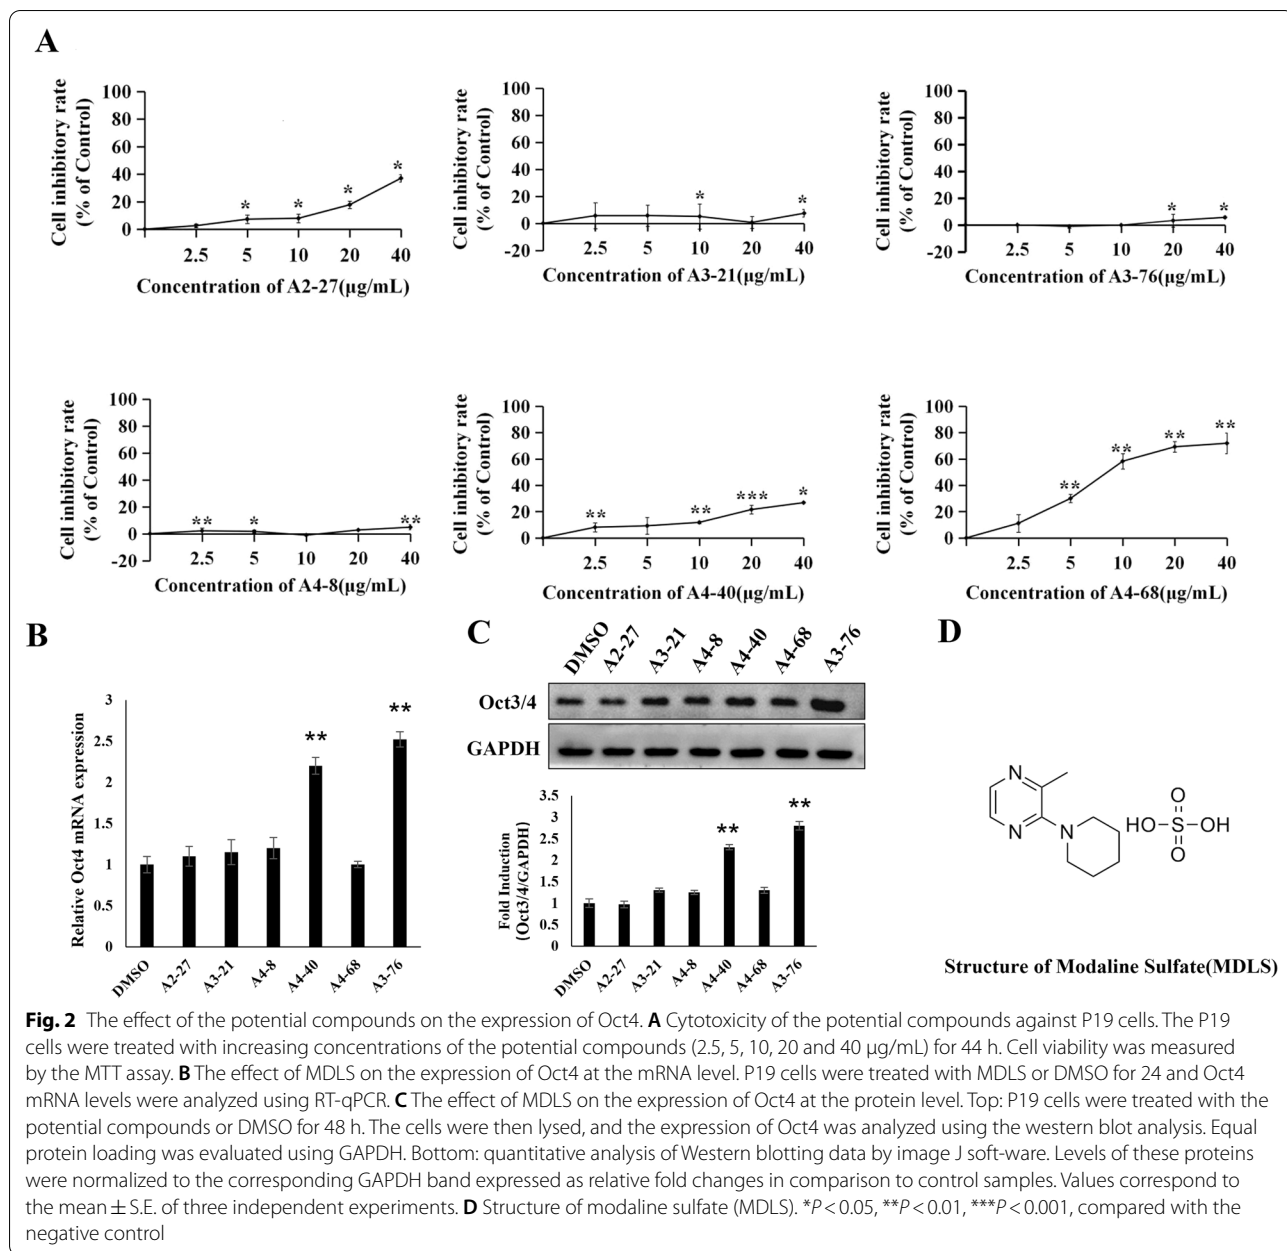 A
Cell inhibitory rate
(% of Control)
100
80
60
40
20
0
* * * *
2.5 5 10 20 40
Concentration of A2-27(µg/mL)
Cell inhibitory rate
(% of Control)
100
80
60
40
20
0
-20
* *
2.5 5 10 20 40
Concentration of A3-21(µg/mL)
Cell inhibitory rate
(% of Control)
100
80
60
40
20
0
-20
* *
2.5 5 10 20 40
Concentration of A3-76(µg/mL)
Cell inhibitory rate
(% of Control)
100
80
60
40
20
0
-20
** * **
2.5 5 10 20 40
Concentration of A4-8(µg/mL)
Cell inhibitory rate
(% of Control)
100
80
60
40
20
0
** ** *** *
2.5 5 10 20 40
Concentration of A4-40(µg/mL)
Cell inhibitory rate
(% of Control)
100
80
60
40
20
0
** ** ** **
2.5 5 10 20 40
Concentration of A4-68(µg/mL)
B
Relative Oct4 mRNA expression
3
2.5
2
1.5
1
0.5
0
** **
DMSO A2-27 A3-21 A4-8 A4-40 A4-68 A3-76
C
DMSO A2-27 A3-21 A4-8 A4-40 A4-68 A3-76
Oct3/4
GAPDH
Fold Induction
(Oct3/4/GAPDH)
3.5
3
2.5
2
1.5
1
0.5
0
** **
DMSO A2-27 A3-21 A4-8 A4-40 A4-68 A3-76
D
N
N
N
O
HO-S-OH
O
Structure of Modaline Sulfate(MDLS)
Fig. 2 The effect of the potential compounds on the expression of Oct4. A Cytotoxicity of the potential compounds against P19 cells. The P19
cells were treated with increasing concentrations of the potential compounds (2.5, 5, 10, 20 and 40 µg/mL) for 44 h. Cell viability was measured
by the MTT assay. B The effect of MDLS on the expression of Oct4 at the mRNA level. P19 cells were treated with MDLS or DMSO for 24 and Oct4
mRNA levels were analyzed using RT-qPCR. C The effect of MDLS on the expression of Oct4 at the protein level. Top: P19 cells were treated with the
potential compounds or DMSO for 48 h. The cells were then lysed, and the expression of Oct4 was analyzed using the western blot analysis. Equal
protein loading was evaluated using GAPDH. Bottom: quantitative analysis of Western blotting data by image J soft-ware. Levels of these proteins
were normalized to the corresponding GAPDH band expressed as relative fold changes in comparison to control samples. Values correspond to
the mean ± S.E. of three independent experiments. D Structure of modaline sulfate (MDLS). *P < 0.05, **P < 0.01, ***P < 0.001, compared with the
negative control